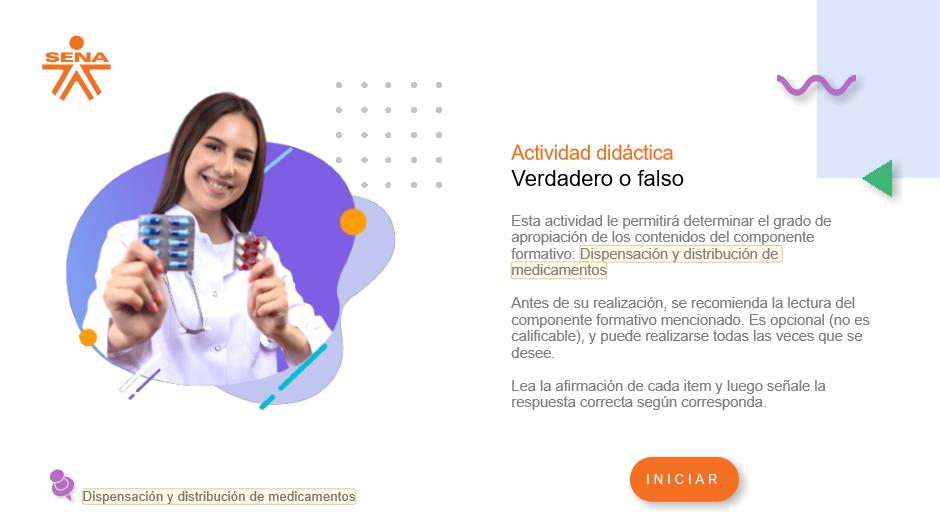 SENA
Actividad didáctica
Verdadero o falso
Esta actividad le permitirá determinar el grado de
apropiación de los contenidos del componente
formativo: Dispensación y distribución de
medicamentos
Antes de su realización, se recomienda la lectura del
componente formativo mencionado. Es opcional (no es
calificable), y puede realizarse todas las veces que se
desee.
Lea la afirmación de cada item y luego señale la
respuesta correcta según corresponda.
INICIAR
Dispensación y distribución de medicamentos